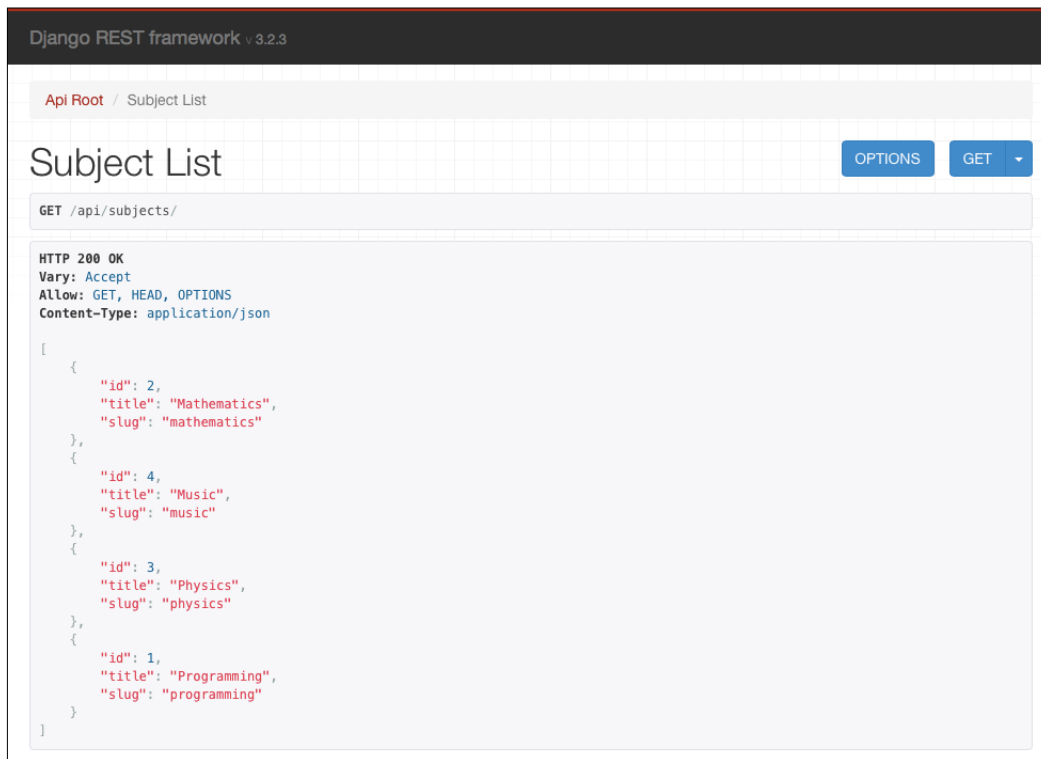 Django REST framework v 3.2.3
Api Root / Subject List
Subject List
OPTIONS GET
GET /api/subjects/
HTTP 200 OK
Vary: Accept
Allow: GET, HEAD, OPTIONS
Content-Type: application/json
[
    {
        "id": 2,
        "title": "Mathematics",
        "slug": "mathematics"
    },
    {
        "id": 4,
        "title": "Music",
        "slug": "music"
    },
    {
        "id": 3,
        "title": "Physics",
        "slug": "physics"
    },
    {
        "id": 1,
        "title": "Programming",
        "slug": "programming"
    }
]